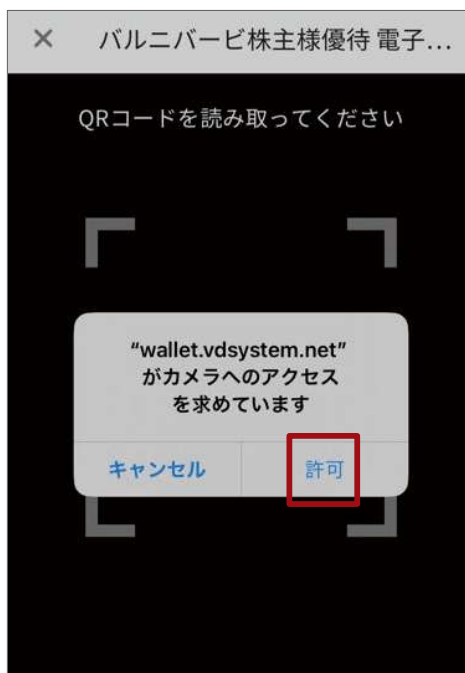 × バルニバービ株主様優待 電子…
QRコードを読み取ってください
“wallet.vdsystem.net”
がカメラへのアクセス
を求めています
キャンセル 許可